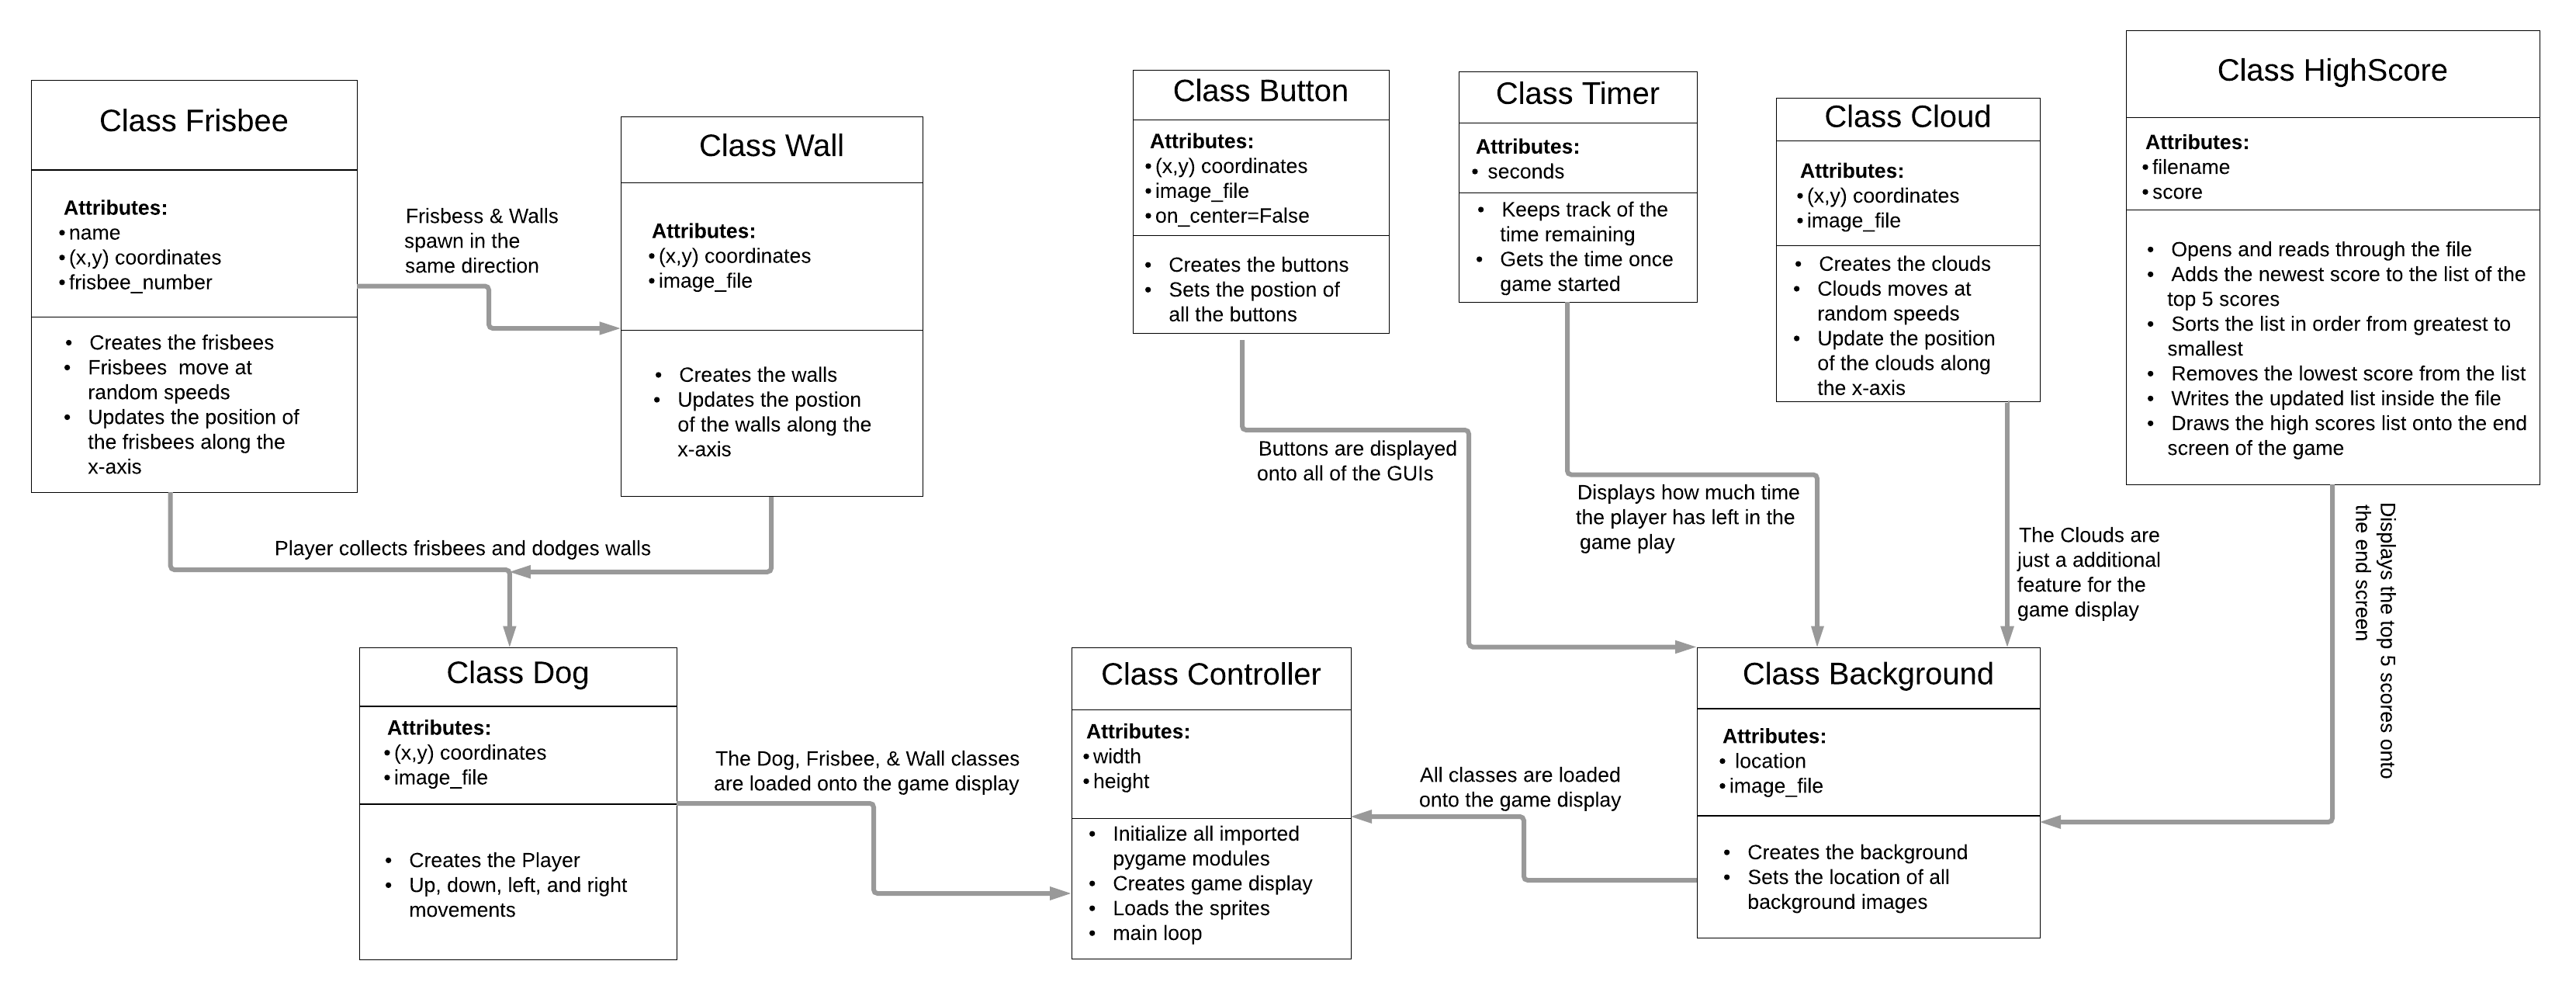 Class Frisbee
Attributes:
•name
•(x,y) coordinates
•frisbee_number
• Creates the frisbees
• Frisbees  move at
random speeds
• Updates the position of
the frisbees along the
x-axis
Frisbess & Walls
spawn in the
same direction
Class Wall
Attributes:
•(x,y) coordinates
•image_file
• Creates the walls
• Updates the postion
of the walls along the
x-axis
Player collects frisbees and dodges walls
Class Dog
Attributes:
•(x,y) coordinates
•image_file
• Creates the Player
• Up, down, left, and right
movements
The Dog, Frisbee, & Wall classes
are loaded onto the game display
Class Controller
Attributes:
•width
•height
• Initialize all imported
pygame modules
• Creates game display
• Loads the sprites
• main loop
Class Button
Attributes:
•(x,y) coordinates
•image_file
•on_center=False
• Creates the buttons
• Sets the postion of
all the buttons
Buttons are displayed
onto all of the GUIs
Class Timer
Attributes:
• seconds
• Keeps track of the
time remaining
• Gets the time once
game started
Displays how much time
the player has left in the
game play
Class Cloud
Attributes:
•(x,y) coordinates
•image_file
• Creates the clouds
• Clouds moves at
random speeds
• Update the position
of the clouds along
the x-axis
The Clouds are
just a additional
feature for the
game display
Class HighScore
Attributes:
•filename
•score
• Opens and reads through the file
• Adds the newest score to the list of the
top 5 scores
• Sorts the list in order from greatest to
smallest
• Removes the lowest score from the list
• Writes the updated list inside the file
• Draws the high scores list onto the end
screen of the game
Displays the top 5 scores onto
the end screen
Class Background
Attributes:
• location
•image_file
• Creates the background
• Sets the location of all
background images
All classes are loaded
onto the game display